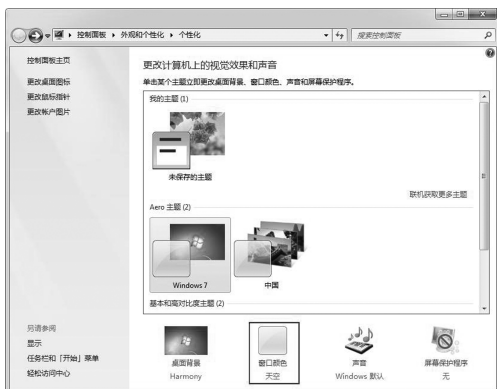 控制面板 ▸ 外观和个性化 ▸ 个性化
搜索控制面板
控制面板主页
更改桌面图标
更改鼠标指针
更改帐户图片
更改计算机上的视觉效果和声音
单击某个主题立即更改桌面背景、窗口颜色、声音和屏幕保护程序。
我的主题 (1)
未保存的主题
联机获取更多主题
Aero 主题 (2)
Windows 7
中国
基本和高对比度主题 (2)
另请参阅
显示
任务栏和「开始」菜单
轻松访问中心
桌面背景
Harmony
窗口颜色
天空
声音
Windows 默认
屏幕保护程序
无